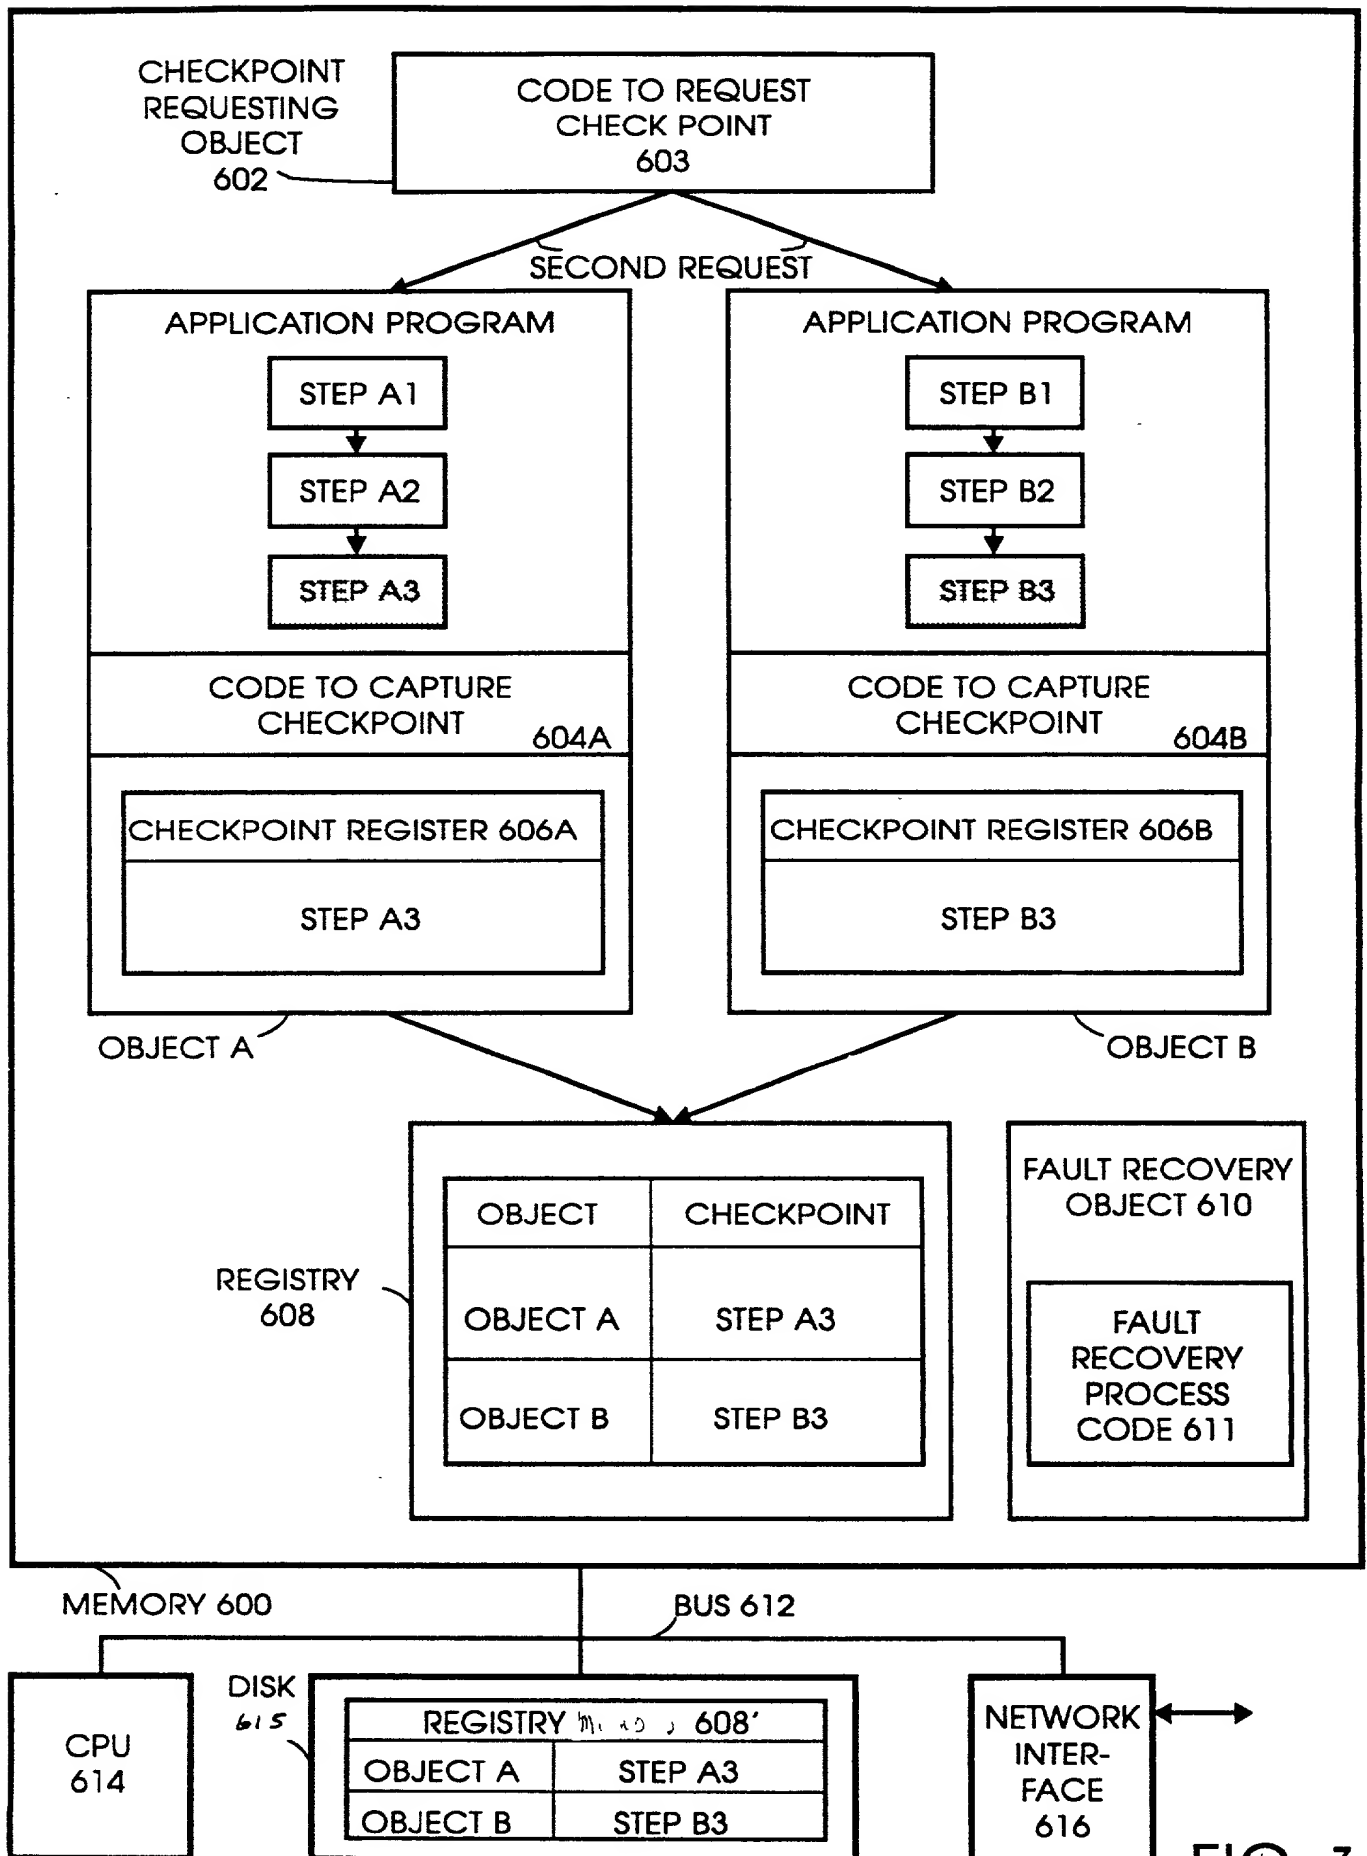 CHECKPOINT
REQUESTING
OBJECT
602
CODE TO REQUEST
CHECK POINT
603
SECOND REQUEST
APPLICATION PROGRAM
STEP A1
STEP A2
STEP A3
CODE TO CAPTURE
CHECKPOINT
604A
CHECKPOINT REGISTER 606A
STEP A3
OBJECT A
APPLICATION PROGRAM
STEP B1
STEP B2
STEP B3
CODE TO CAPTURE
CHECKPOINT
604B
CHECKPOINT REGISTER 606B
STEP B3
OBJECT B
REGISTRY
608
OBJECT CHECKPOINT
OBJECT A STEP A3
OBJECT B STEP B3
FAULT RECOVERY
OBJECT 610
FAULT
RECOVERY
PROCESS
CODE 611
MEMORY 600
BUS 612
CPU
614
DISK
615
REGISTRY 608'
OBJECT A STEP A3
OBJECT B STEP B3
NETWORK
INTER-
FACE
616